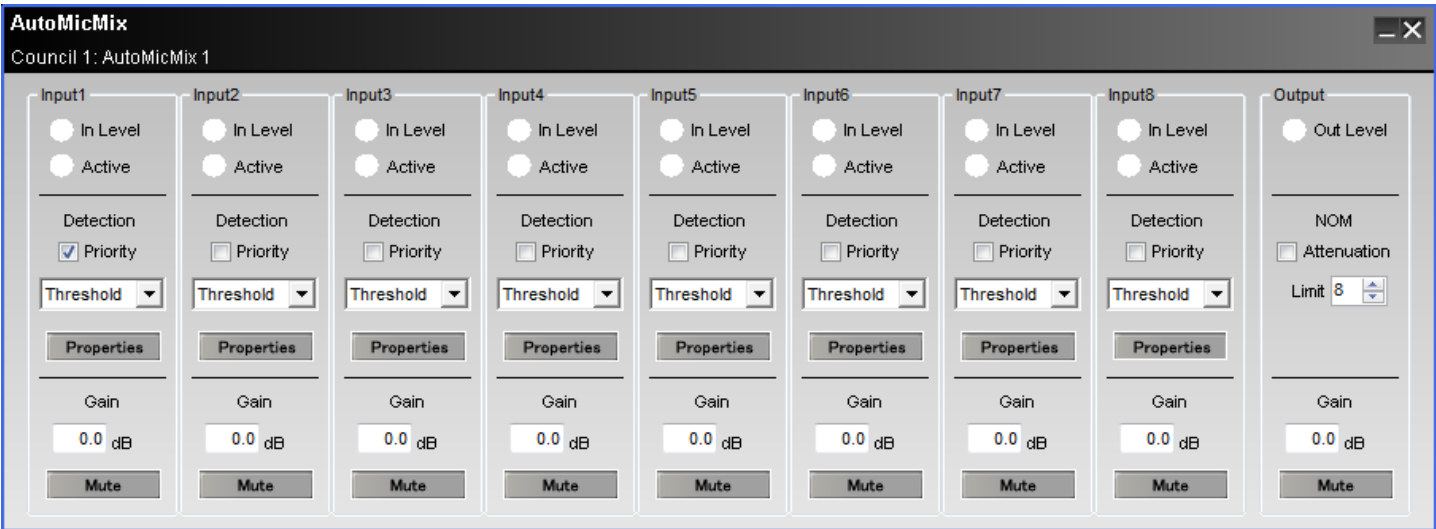 AutoMicMix
Council 1: AutoMicMix 1
Input1 Input2 Input3 Input4 Input5 Input6 Input7 Input8 Output
In Level In Level In Level In Level In Level In Level In Level In Level Out Level
Active Active Active Active Active Active Active Active
Detection Detection Detection Detection Detection Detection Detection Detection NOM
Priority Priority Priority Priority Priority Priority Priority Priority Attenuation
Threshold Threshold Threshold Threshold Threshold Threshold Threshold Threshold Limit 8
Properties Properties Properties Properties Properties Properties Properties Properties
Gain Gain Gain Gain Gain Gain Gain Gain Gain
0.0 dB 0.0 dB 0.0 dB 0.0 dB 0.0 dB 0.0 dB 0.0 dB 0.0 dB 0.0 dB
Mute Mute Mute Mute Mute Mute Mute Mute Mute